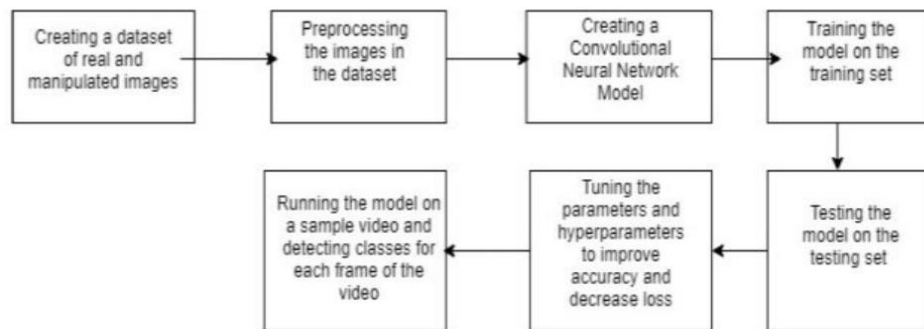 Creating a dataset
of real and
manipulated images
Preprocessing
the images in
the dataset
Creating a
Convolutional
Neural Network
Model
Training the
model on the
training set
Testing the
model on the
testing set
Tuning the
parameters and
hyperparameters
to improve
accuracy and
decrease loss
Running the model on
a sample video and
detecting classes for
each frame of the
video